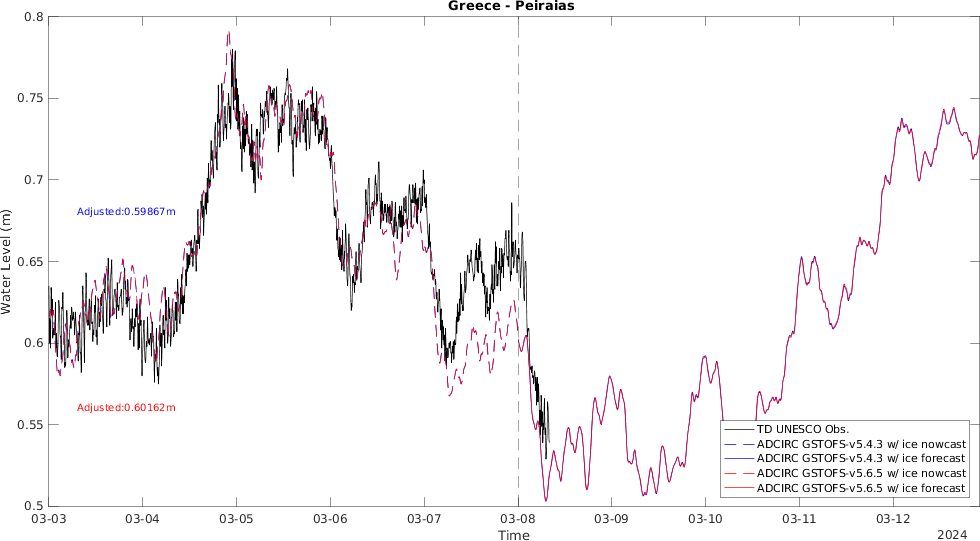 Greece - Peiraias
0.8
0.75
0.7
0.65
0.6
0.55
0.5
Water Level (m)
Adjusted:0.59867m
Adjusted:0.60162m
TD UNESCO Obs.
ADCIRC GSTOFS-v5.4.3 w/ ice nowcast
ADCIRC GSTOFS-v5.4.3 w/ ice forecast
ADCIRC GSTOFS-v5.6.5 w/ ice nowcast
ADCIRC GSTOFS-v5.6.5 w/ ice forecast
03-03 03-04 03-05 03-06 03-07 03-08 03-09 03-10 03-11 03-12
Time
2024